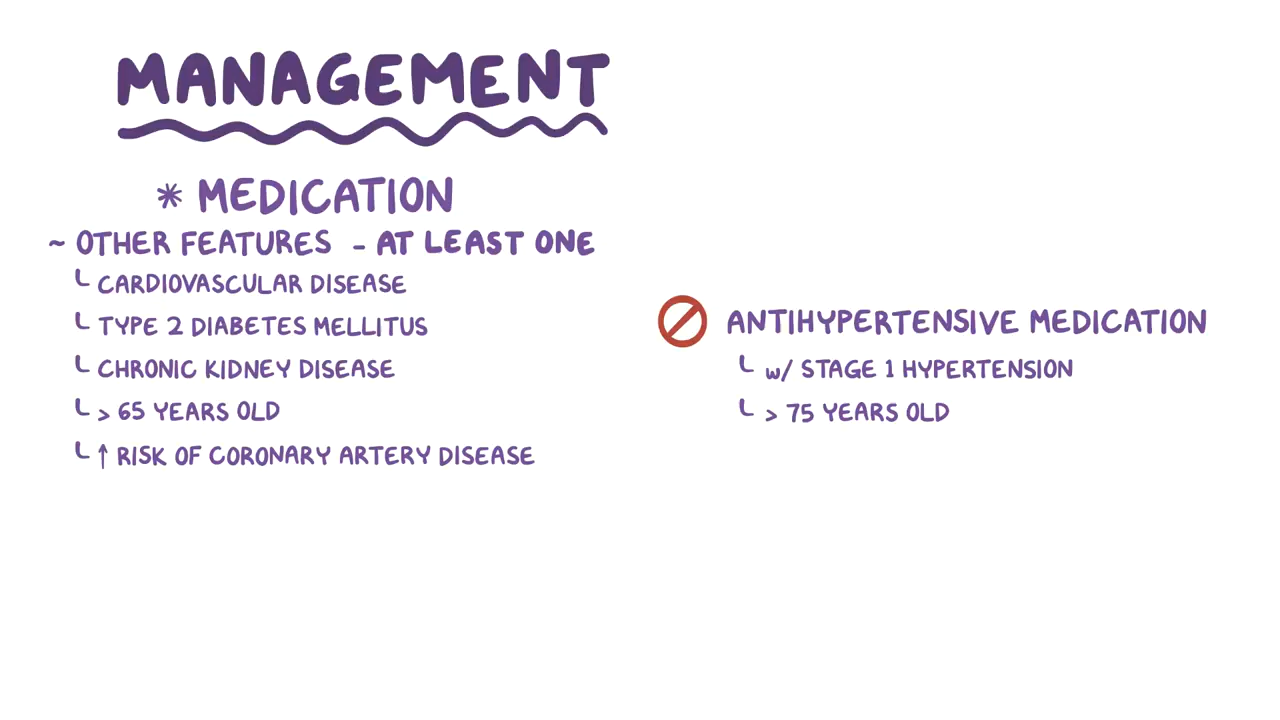 MANAGEMENT
* MEDICATION
~ OTHER FEATURES - AT LEAST ONE
CARDIOVASCULAR DISEASE
TYPE 2 DIABETES MELLITUS
CHRONIC KIDNEY DISEASE
> 65 YEARS OLD
↑ RISK OF CORONARY ARTERY DISEASE
ANTIHYPERTENSIVE MEDICATION
w/ STAGE 1 HYPERTENSION
> 75 YEARS OLD